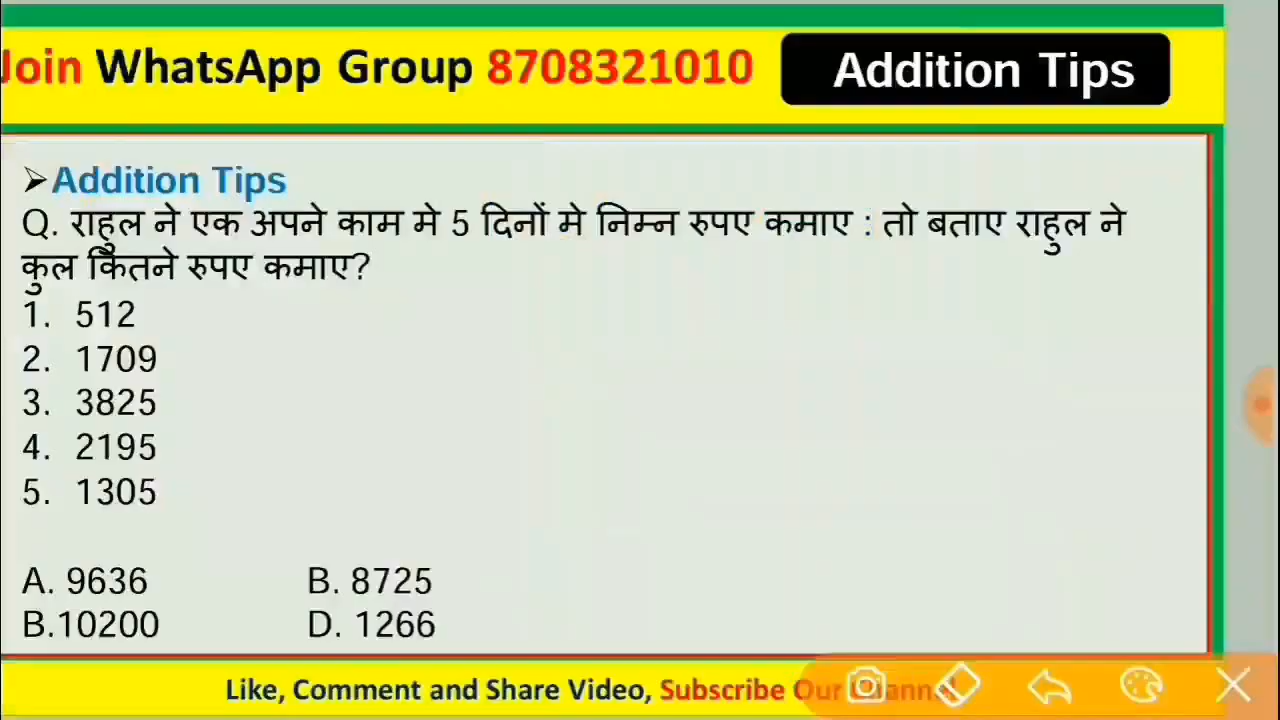 Join WhatsApp Group 8708321010
Addition Tips
➢Addition Tips
Q. राहुल ने एक अपने काम मे 5 दिनों मे निम्न रुपए कमाए : तो बताए राहुल ने
कुल कितने रुपए कमाए?
1. 512
2. 1709
3. 3825
4. 2195
5. 1305
A. 9636 B. 8725
B.10200 D. 1266
Like, Comment and Share Video, Subscribe Our